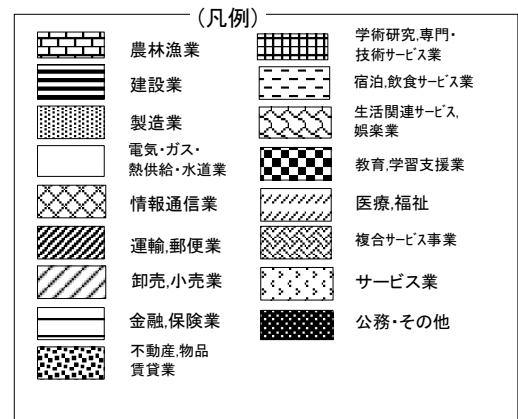 (凡例)
農林漁業
建設業
製造業
電気・ガス・
熱供給・水道業
情報通信業
運輸,郵便業
卸売,小売業
金融,保険業
不動産,物品
賃貸業
学術研究,専門・
技術サービス業
宿泊,飲食サービス業
生活関連サービス,
娯楽業
教育,学習支援業
医療,福祉
複合サービス事業
サービス業
公務・その他